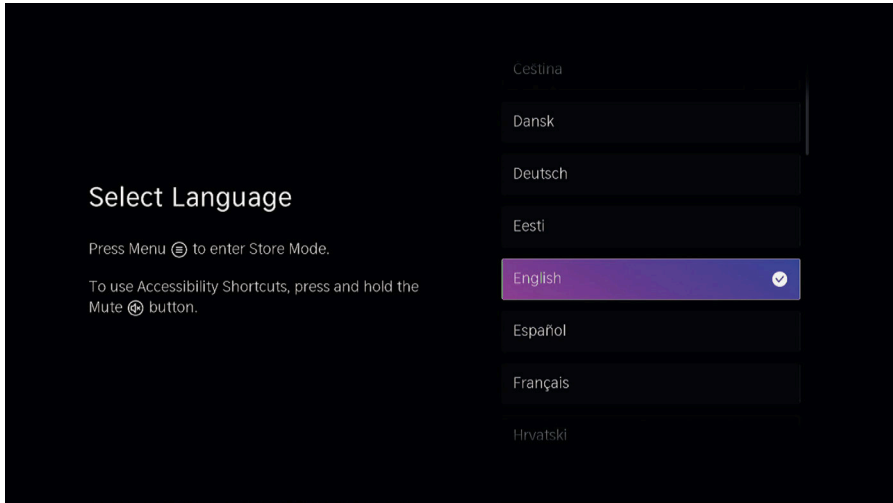 Select Language
Press Menu to enter Store Mode.
To use Accessibility Shortcuts, press and hold the
Mute button.
Ceština
Dansk
Deutsch
Eesti
English
Español
Français
Hrvatski